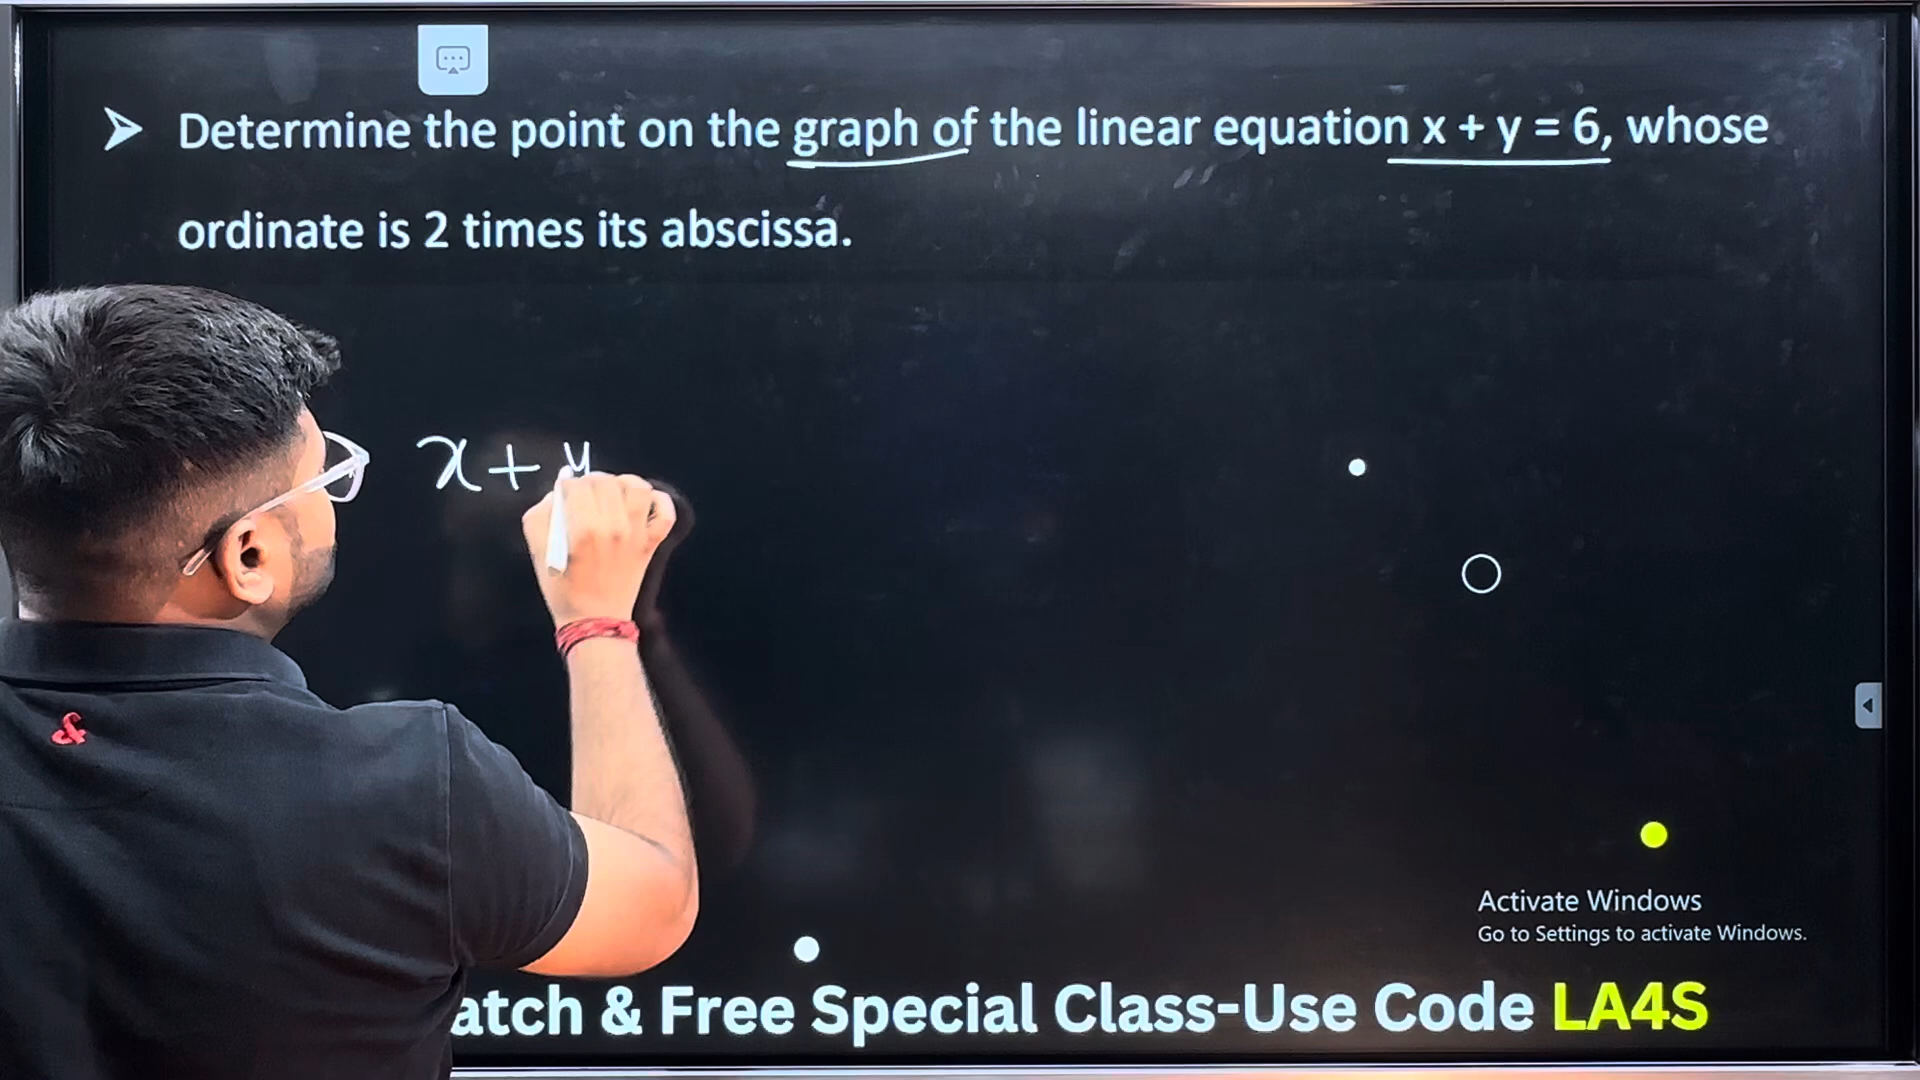 Determine the point on the graph of the linear equation x + y = 6, whose
ordinate is 2 times its abscissa.
x + y
&
Activate Windows
Go to Settings to activate Windows.
atch & Free Special Class-Use Code LA4S